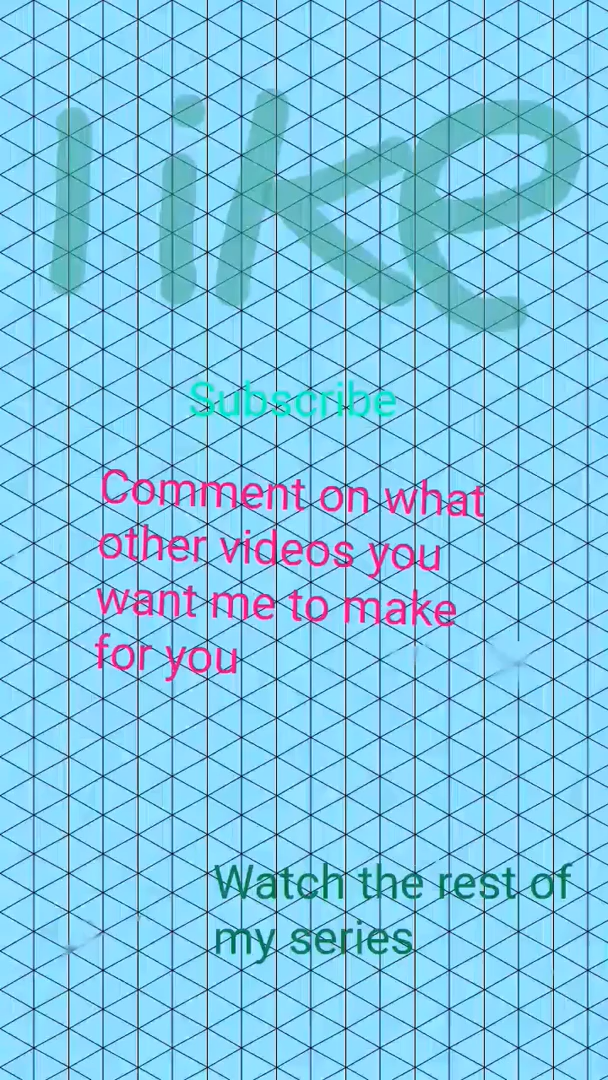 like
Subscribe
Comment on what
other videos you
want me to make
for you
Watch the rest of
my series